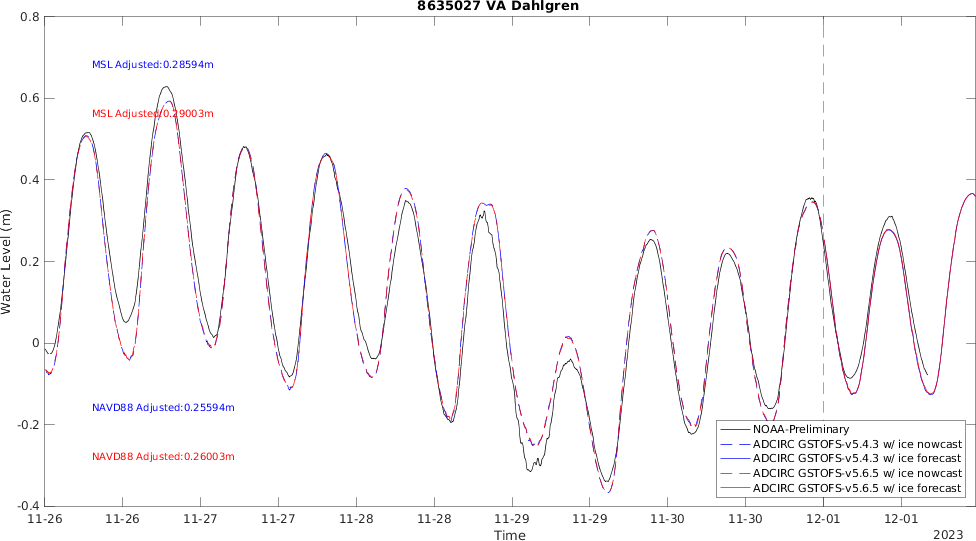 8635027 VA Dahlgren
0.8
MSL Adjusted:0.28594m
0.6
MSL Adjusted:0.29003m
0.4
0.2
0
NAVD88 Adjusted:0.25594m
-0.2
NAVD88 Adjusted:0.26003m
-0.4
Water Level (m)
NOAA-Preliminary
ADCIRC GSTOFS-v5.4.3 w/ ice nowcast
ADCIRC GSTOFS-v5.4.3 w/ ice forecast
ADCIRC GSTOFS-v5.6.5 w/ ice nowcast
ADCIRC GSTOFS-v5.6.5 w/ ice forecast
11-26 11-26 11-27 11-27 11-28 11-28 11-29 11-29 11-30 11-30 12-01 12-01
Time
2023